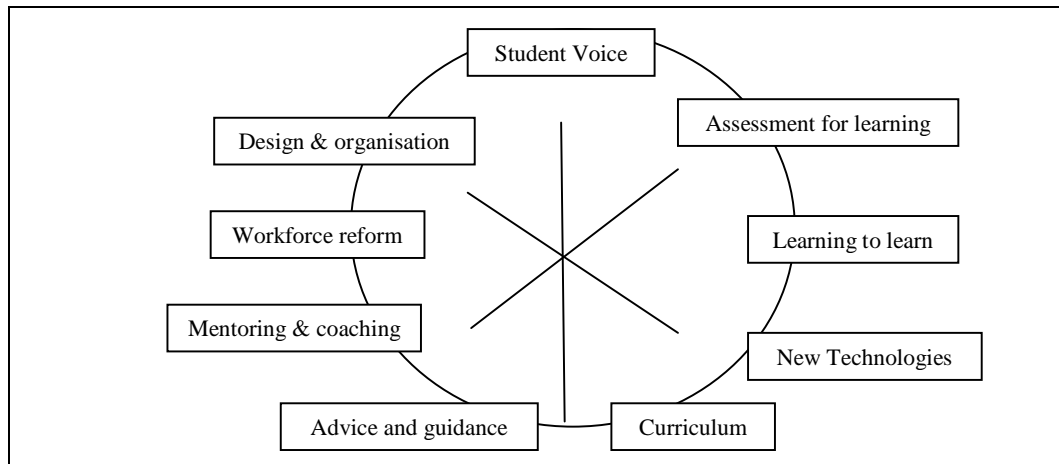 Student Voice
Assessment for learning
Design & organisation
Workforce reform
Learning to learn
Mentoring & coaching
New Technologies
Advice and guidance
Curriculum